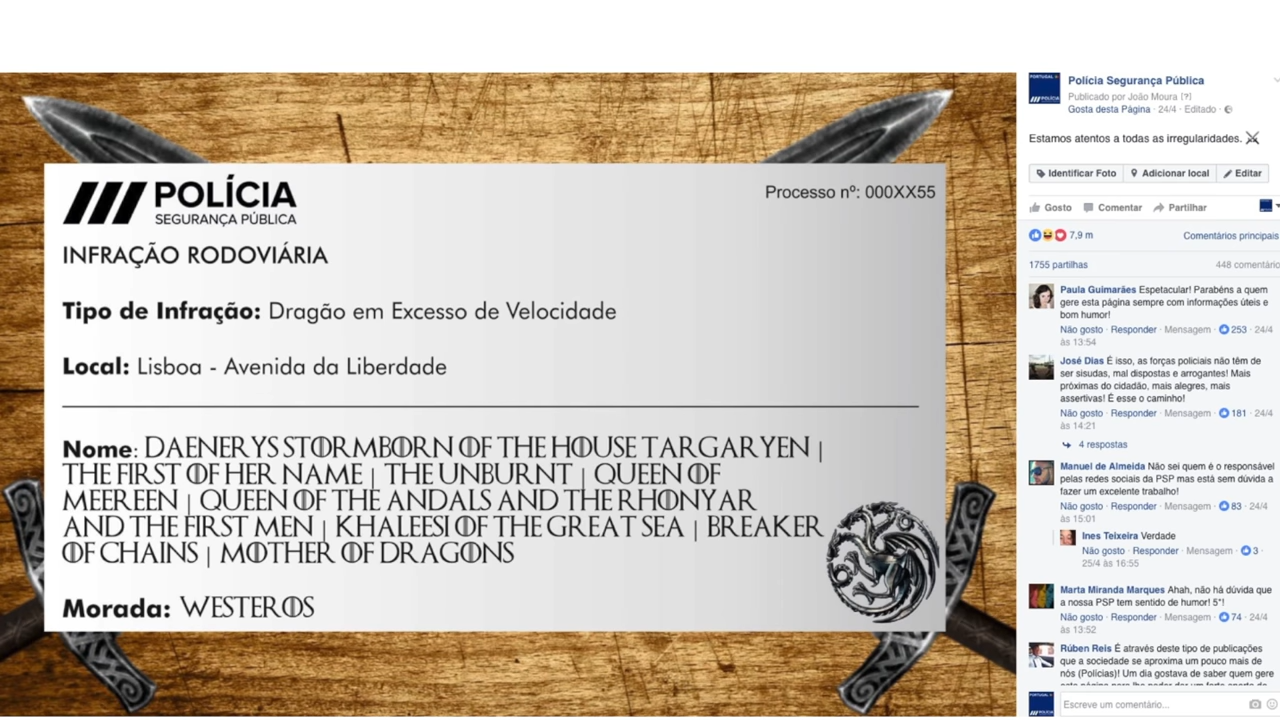 POLÍCIA
SEGURANÇA PÚBLICA
Processo nº: 000XX55
INFRAÇÃO RODOVIÁRIA
Tipo de Infração: Dragão em Excesso de Velocidade
Local: Lisboa - Avenida da Liberdade
Nome: DAENERYS STORMBORN OF THE HOUSE TARGARYEN |
THE FIRST OF HER NAME | THE UNBURNT | QUEEN OF
MEEREEN | QUEEN OF THE ANDALS AND THE RHONYAR
AND THE FIRST MEN | KHALEESI OF THE GREAT SEA | BREAKER
OF CHAINS | MOTHER OF DRAGONS
Morada: WESTEROS
PORTUGAL
POLÍCIA
Polícia Segurança Pública
Publicado por João Moura [?]
Gosta desta Página · 24/4 · Editado ·
Estamos atentos a todas as irregularidades.
Identificar Foto Adicionar local Editar
Gosto Comentar Partilhar
7,9 m Comentários principais
1755 partilhas 448 comentário
Paula Guimarães Espetacular! Parabéns a quem
gere esta página sempre com informações úteis e
bom humor!
Não gosto · Responder · Mensagem · 253 · 24/4
às 13:54
José Dias É isso, as forças policiais não têm de
ser sisudas, mal dispostas e arrogantes! Mais
próximas do cidadão, mais alegres, mais
assertivas! É esse o caminho!
Não gosto · Responder · Mensagem · 181 · 24/4
às 14:21
4 respostas
Manuel de Almeida Não sei quem é o responsável
pelas redes sociais da PSP mas está sem dúvida a
fazer um excelente trabalho!
Não gosto · Responder · Mensagem · 83 · 24/4
às 15:01
Ines Teixeira Verdade
Não gosto · Responder · Mensagem · 3 ·
25/4 às 16:55
Marta Miranda Marques Ahah, não há dúvida que
a nossa PSP tem sentido de humor! 5*!
Não gosto · Responder · Mensagem · 74 · 24/4
às 13:52
Rúben Reis É através deste tipo de publicações
que a sociedade se aproxima um pouco mais de
nós (Polícias)! Um dia gostava de saber quem gere
Escreve um comentário...